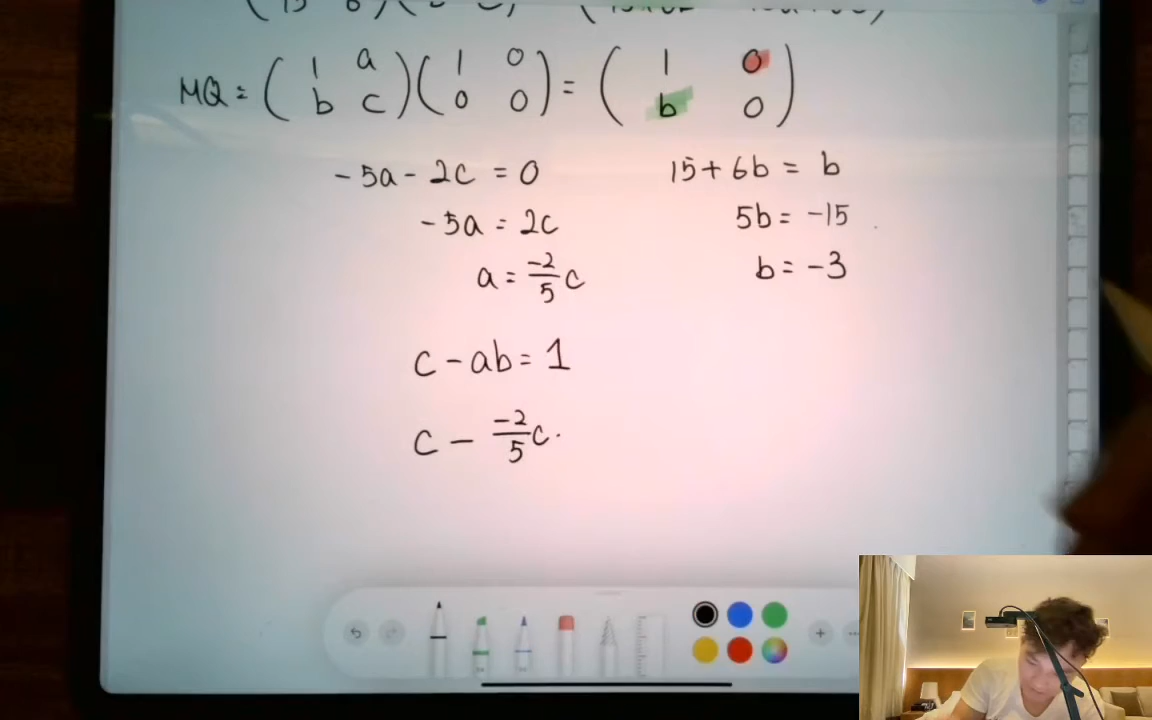 MQ = ( 1 a ) ( 1 0 ) = ( 1 0 )
( b c ) ( 0 0 ) ( b 0 )
-5a - 2c = 0
-5a = 2c
a = -2/5 c
15 + 6b = b
5b = -15
b = -3
c - ab = 1
c - -2/5 c ·